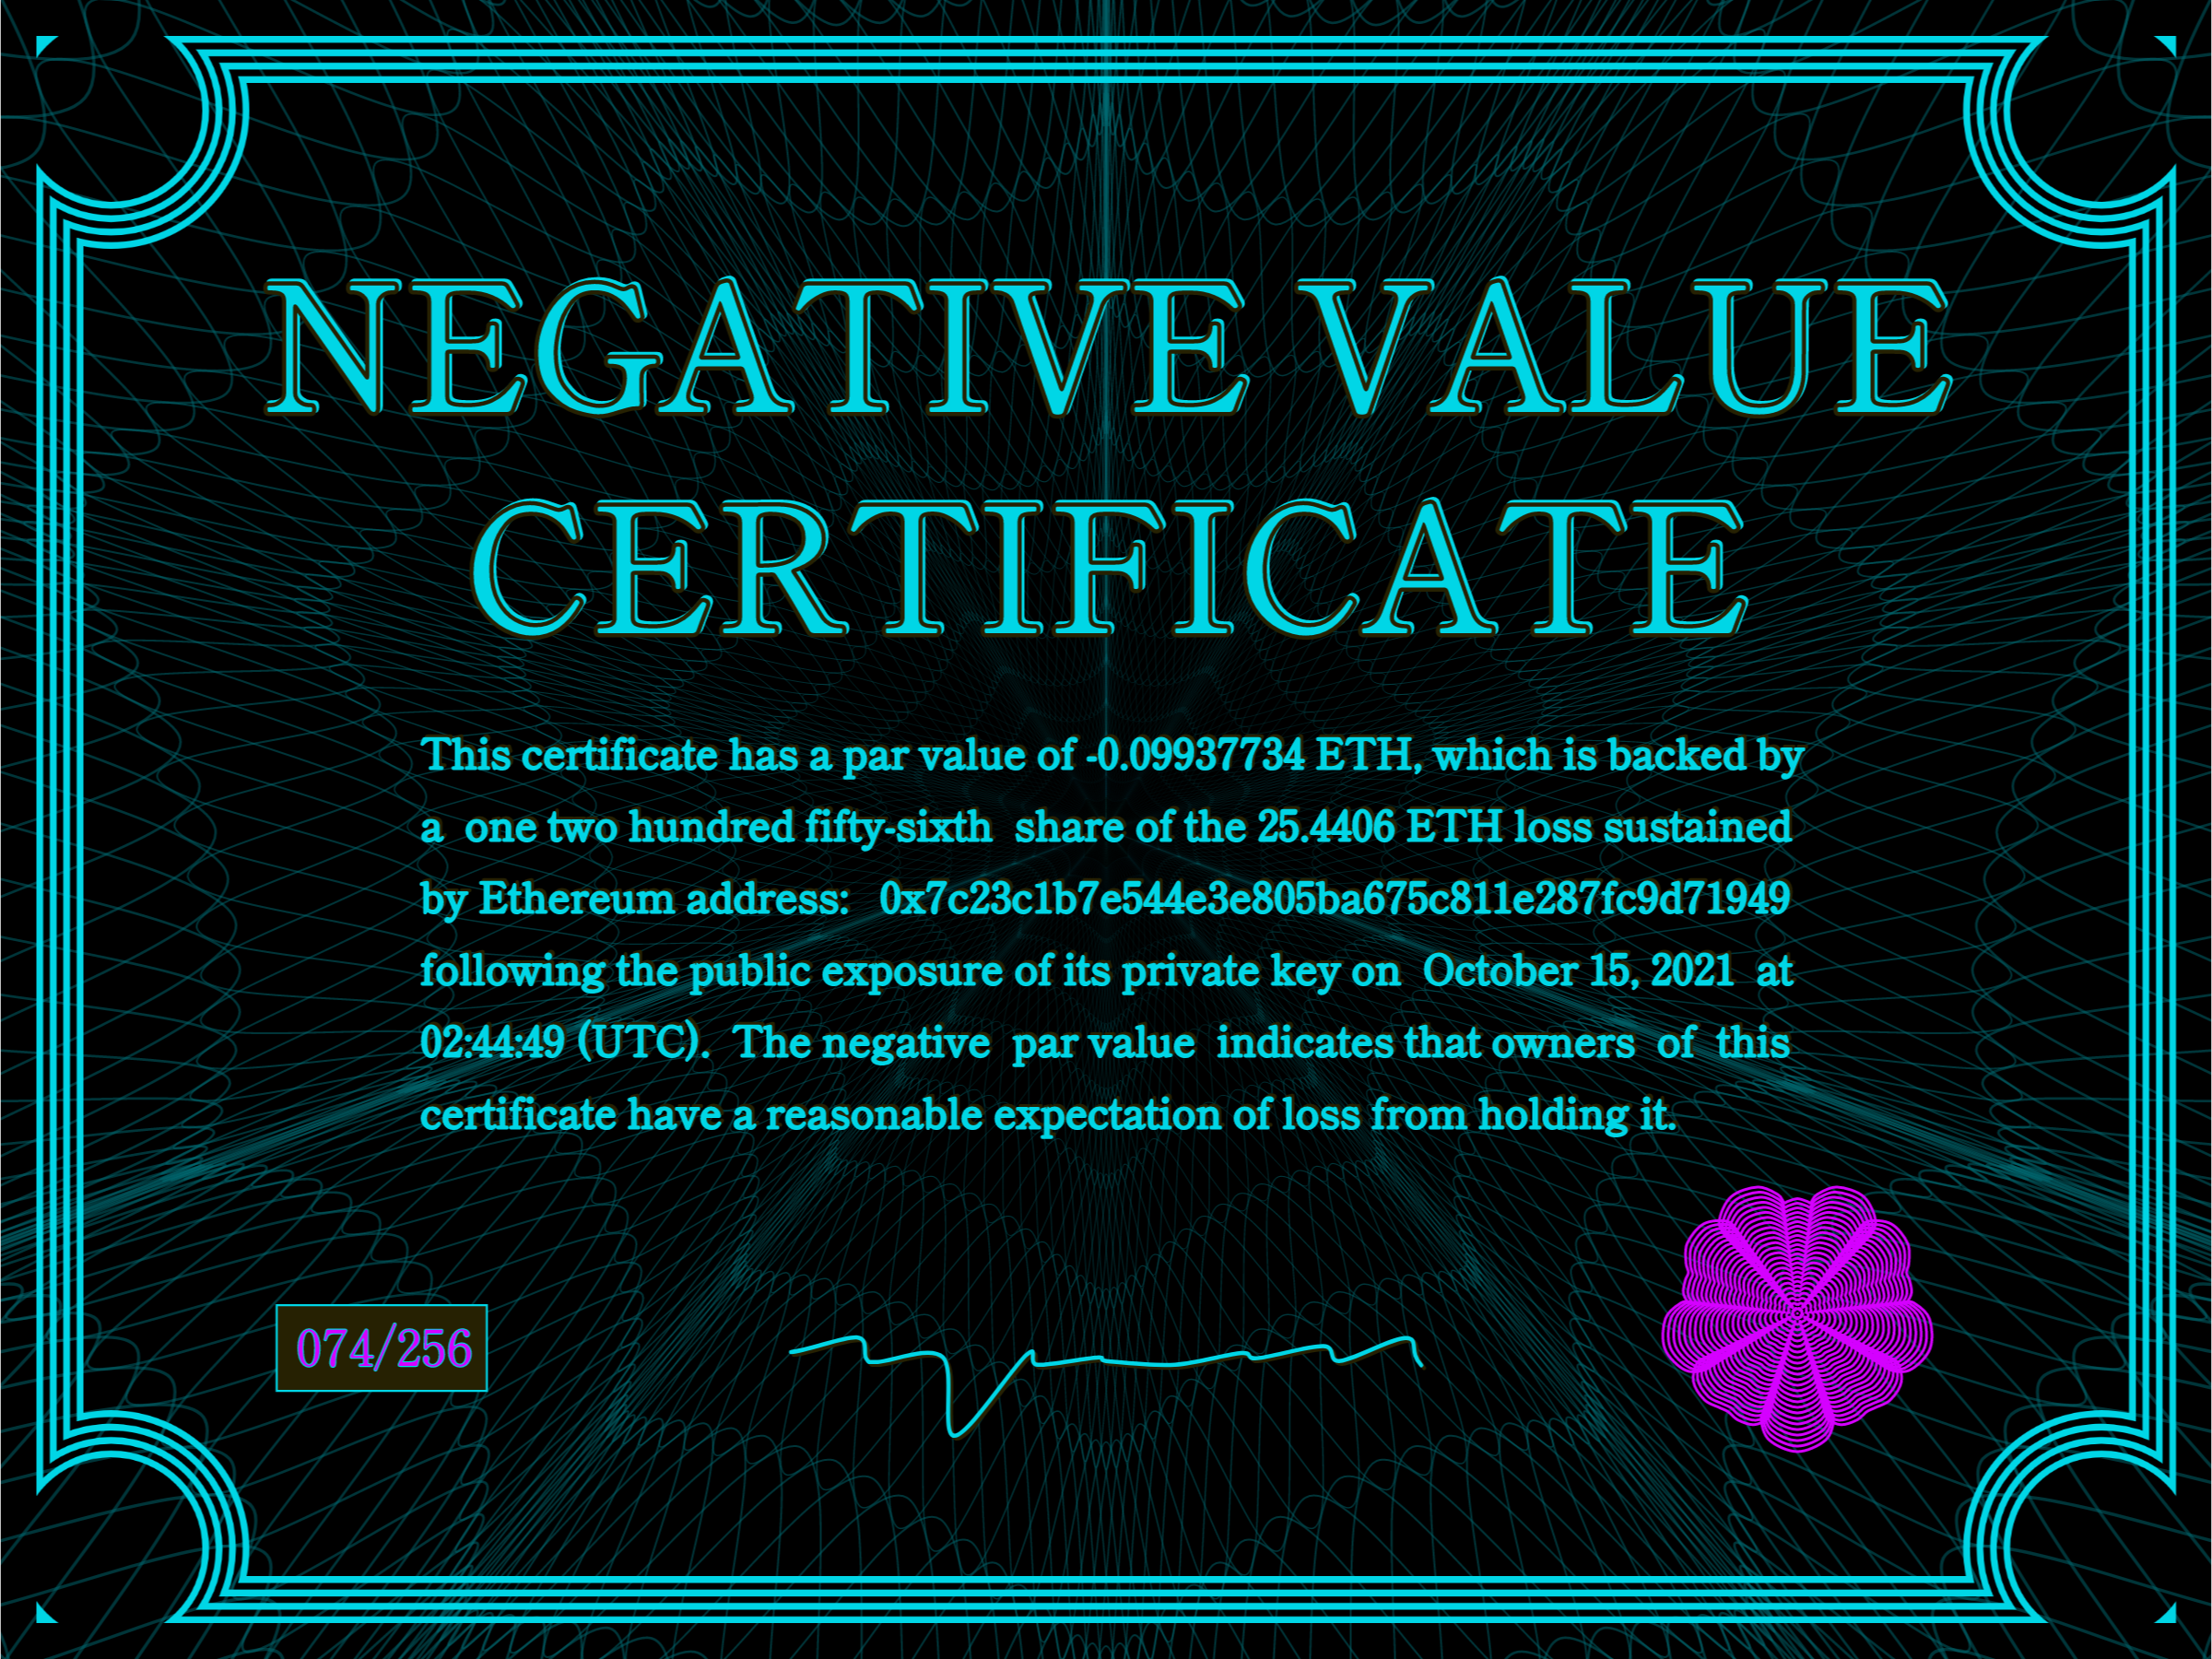 NEGATIVE VALUE
CERTIFICATE
This certificate has a par value of -0.09937734 ETH, which is backed by
a one two hundred fifty-sixth share of the 25.4406 ETH loss sustained
by Ethereum address: 0x7c23c1b7e544e3e805ba675c811e287fc9d71949
following the public exposure of its private key on October 15, 2021 at
02:44:49 (UTC). The negative par value indicates that owners of this
certificate have a reasonable expectation of loss from holding it.
074/256